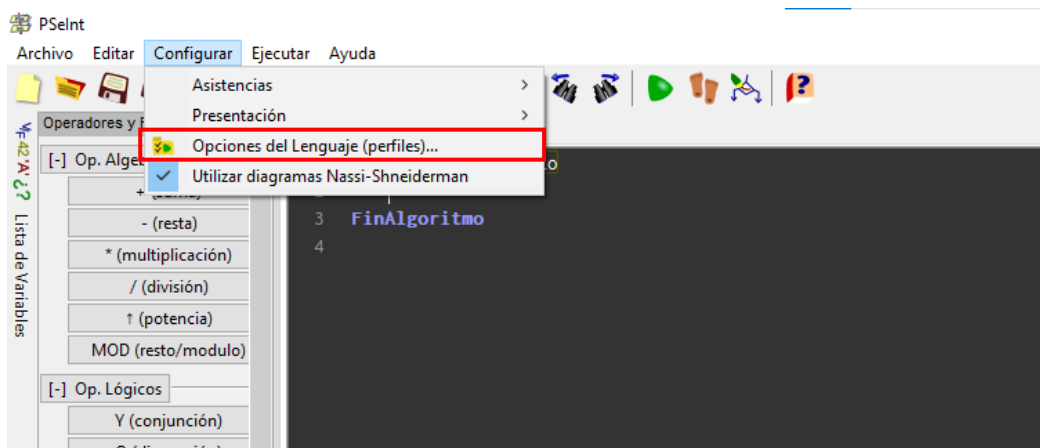 PSeInt
Archivo Editar Configurar Ejecutar Ayuda
Asistencias
Presentación
Opciones del Lenguaje (perfiles)...
Utilizar diagramas Nassi-Shneiderman
Operadores y
[-] Op. Alge
- (resta)
* (multiplicación)
/ (división)
↑ (potencia)
MOD (resto/modulo)
[-] Op. Lógicos
Y (conjunción)
Lista de Variables
o
3 FinAlgoritmo
4